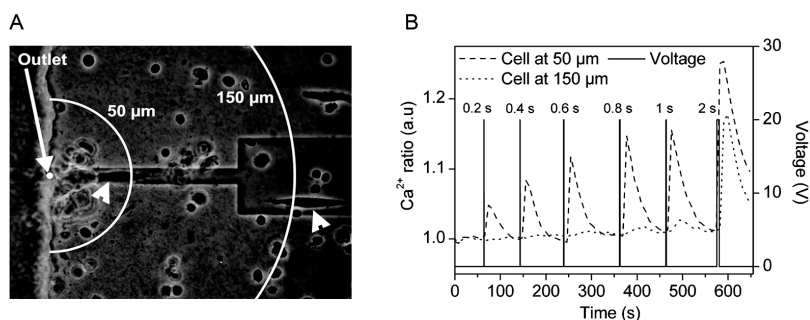 A
Outlet
50 µm
150 µm
B
Cell at 50 µm
Voltage
Cell at 150 µm
0.2 s
0.4 s
0.6 s
0.8 s
1 s
2 s
Ca2+ ratio (a.u)
1.2
1.1
1.0
Voltage (V)
30
20
10
0
0
100
200
300
400
500
600
Time (s)